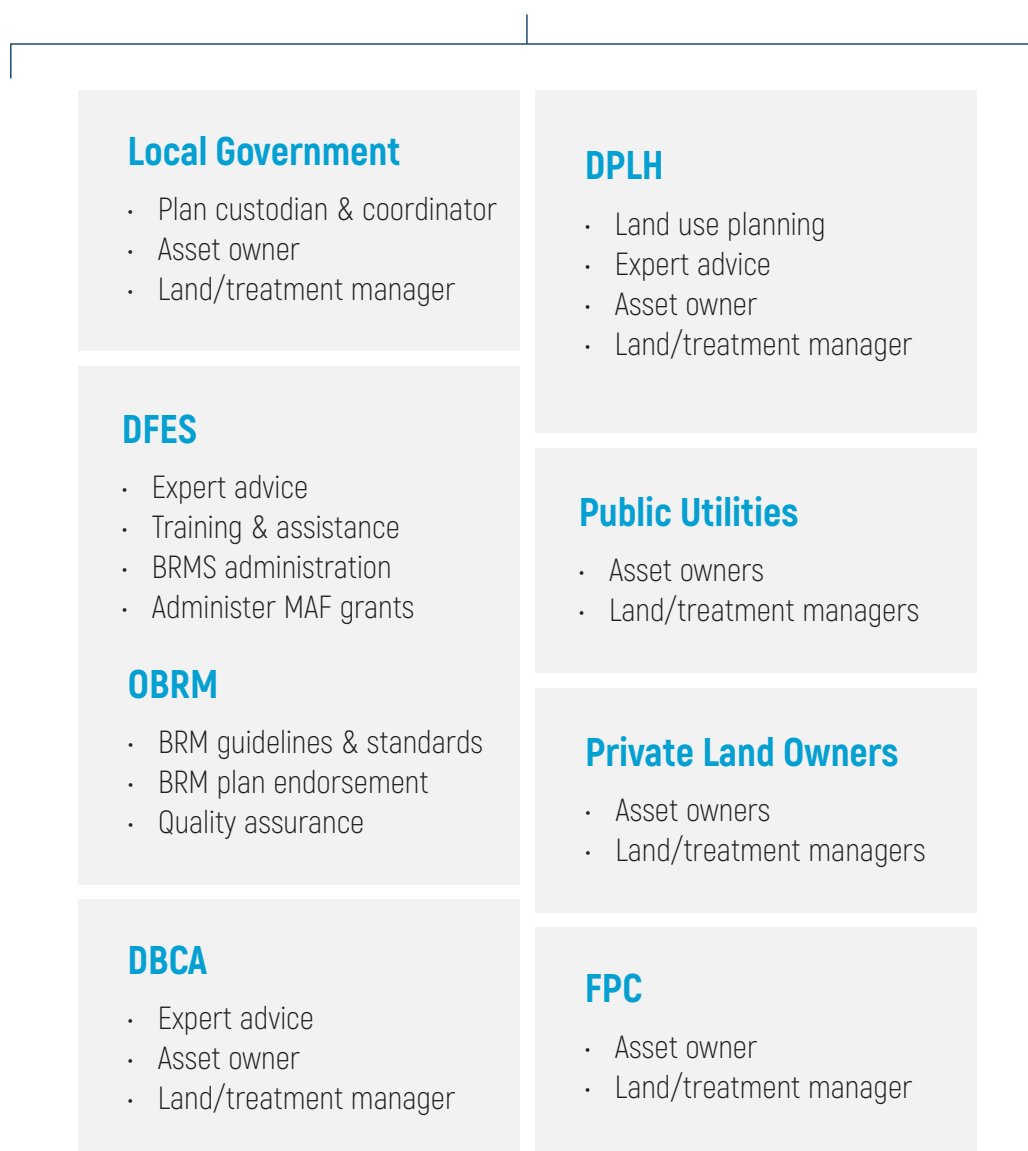 Local Government
· Plan custodian & coordinator
· Asset owner
· Land/treatment manager
DFES
· Expert advice
· Training & assistance
· BRMS administration
· Administer MAF grants
OBRM
· BRM guidelines & standards
· BRM plan endorsement
· Quality assurance
DBCA
· Expert advice
· Asset owner
· Land/treatment manager
DPLH
· Land use planning
· Expert advice
· Asset owner
· Land/treatment manager
Public Utilities
· Asset owners
· Land/treatment managers
Private Land Owners
· Asset owners
· Land/treatment managers
FPC
· Asset owner
· Land/treatment manager